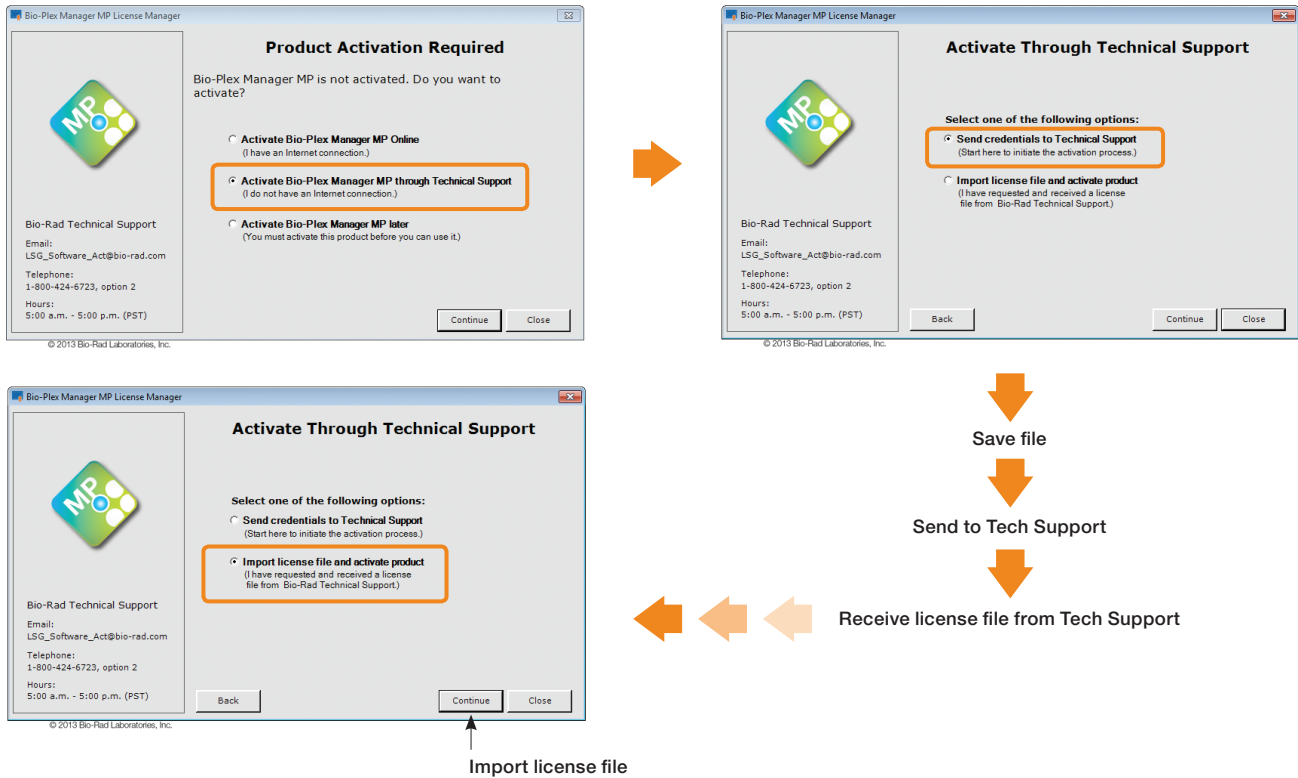 Bio-Plex Manager MP License Manager
Product Activation Required
Bio-Plex Manager MP is not activated. Do you want to
activate?
MP
Activate Bio-Plex Manager MP Online
(I have an Internet connection.)
Activate Bio-Plex Manager MP through Technical Support
(I do not have an Internet connection.)
Activate Bio-Plex Manager MP later
(You must activate this product before you can use it.)
Bio-Rad Technical Support
Email:
LSG_Software_Act@bio-rad.com
Telephone:
1-800-424-6723, option 2
Hours:
5:00 a.m. - 5:00 p.m. (PST)
Continue
Close
© 2013 Bio-Rad Laboratories, Inc.
Bio-Plex Manager MP License Manager
Activate Through Technical Support
MP
Select one of the following options:
Send credentials to Technical Support
(Start here to initiate the activation process.)
Import license file and activate product
(I have requested and received a license
file from Bio-Rad Technical Support.)
Bio-Rad Technical Support
Email:
LSG_Software_Act@bio-rad.com
Telephone:
1-800-424-6723, option 2
Hours:
5:00 a.m. - 5:00 p.m. (PST)
Back
Continue
Close
© 2013 Bio-Rad Laboratories, Inc.
Save file
Send to Tech Support
Receive license file from Tech Support
Bio-Plex Manager MP License Manager
Activate Through Technical Support
MP
Select one of the following options:
Send credentials to Technical Support
(Start here to initiate the activation process.)
Import license file and activate product
(I have requested and received a license
file from Bio-Rad Technical Support.)
Bio-Rad Technical Support
Email:
LSG_Software_Act@bio-rad.com
Telephone:
1-800-424-6723, option 2
Hours:
5:00 a.m. - 5:00 p.m. (PST)
Back
Continue
Close
© 2013 Bio-Rad Laboratories, Inc.
Import license file